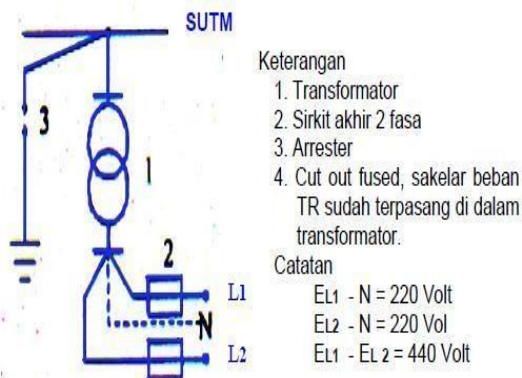 SUTM
3
1
2
L1
N
L2
Keterangan
1. Transformator
2. Sirkit akhir 2 fasa
3. Arrester
4. Cut out fused, sakelar beban
TR sudah terpasang di dalam
transformator.
Catatan
EL1 - N = 220 Volt
EL2 - N = 220 Vol
EL1 - EL 2 = 440 Volt